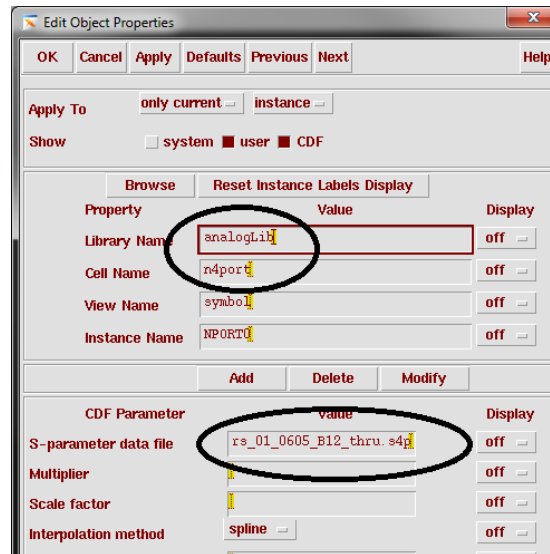 Edit Object Properties
OK Cancel Apply Defaults Previous Next Help
Apply To only current instance
Show system user CDF
Browse Reset Instance Labels Display
Property Value Display
Library Name analogLib off
Cell Name n4port off
View Name symbol off
Instance Name NPORT0 off
Add Delete Modify
CDF Parameter Value Display
S-parameter data file rs_01_0605_B12_thru.s4p off
Multiplier off
Scale factor off
Interpolation method spline off